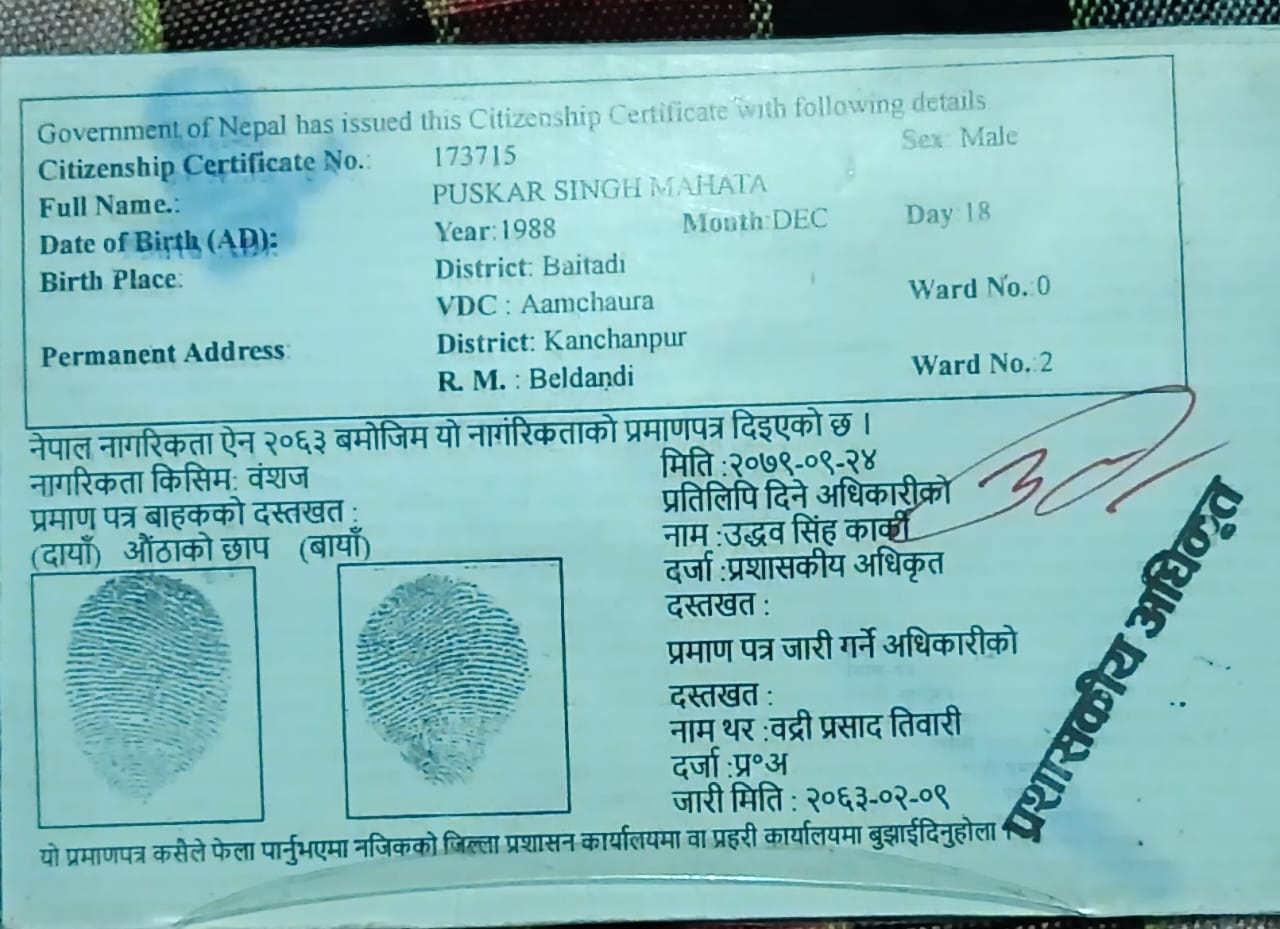 Government of Nepal has issued this Citizenship Certificate with following details.
Citizenship Certificate No.: 173715 Sex: Male
Full Name.: PUSKAR SINGH MAHATA
Date of Birth (AD): Year:1988 Month:DEC Day:18
Birth Place: District: Baitadi
VDC : Aamchaura Ward No.:0
Permanent Address: District: Kanchanpur
R. M. : Beldandi Ward No.:2
नेपाल नागरिकता ऐन २०६३ बमोजिम यो नागरिकताको प्रमाणपत्र दिइएको छ ।
नागरिकता किसिम: वंशज
प्रमाण पत्र बाहकको दस्तखत :
(दायाँ) औंठाको छाप (बायाँ)
मिति :२०७९-०९-२४
प्रतिलिपि दिने अधिकारीको
नाम :उद्धव सिंह कार्की
दर्जा :प्रशासकीय अधिकृत
दस्तखत :
प्रमाण पत्र जारी गर्ने अधिकारीको
दस्तखत :
नाम थर :वद्री प्रसाद तिवारी
दर्जा :प्र०अ
जारी मिति : २०६३-०२-०९
प्रशासकीय अधिकृत
यो प्रमाणपत्र कसैले फेला पार्नुभएमा नजिकको जिल्ला प्रशासन कार्यालयमा वा प्रहरी कार्यालयमा बुझाईदिनुहोला ।